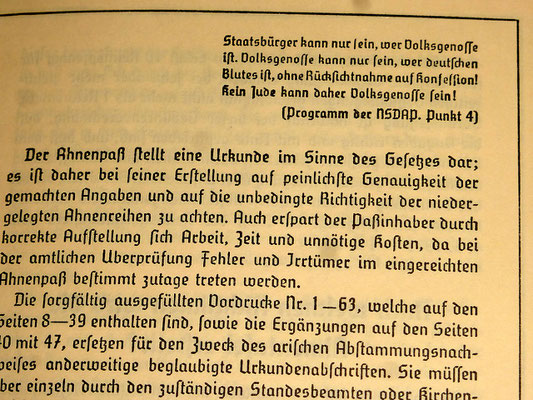 Staatsbürger kann nur sein, wer Volksgenosse
ist. Volksgenosse kann nur sein, wer deutschen
Blutes ist, ohne Rücksichtnahme auf Konfession!
Kein Jude kann daher Volksgenosse sein!
(Programm der NSDAP. Punkt 4)
Der Ahnenpaß stellt eine Urkunde im Sinne des Gesetzes dar;
es ist daher bei seiner Erstellung auf peinlichste Genauigkeit der
gemachten Angaben und auf die unbedingte Richtigkeit der nieder-
gelegten Ahnenreihen zu achten. Auch erspart der Paßinhaber durch
korrekte Aufstellung sich Arbeit, Zeit und unnötige Kosten, da bei
der amtlichen Überprüfung Fehler und Irrtümer im eingereichten
Ahnenpaß bestimmt zutage treten werden.
Die sorgfältig ausgefüllten Vordrucke Nr. 1—63, welche auf den
Seiten 8—39 enthalten sind, sowie die Ergänzungen auf den Seiten
40 mit 47, ersetzen für den Zweck des arischen Abstammungsnach-
weises anderweitige beglaubigte Urkundenabschriften. Sie müssen
aber einzeln durch den zuständigen Standesbeamten oder Kirchen-